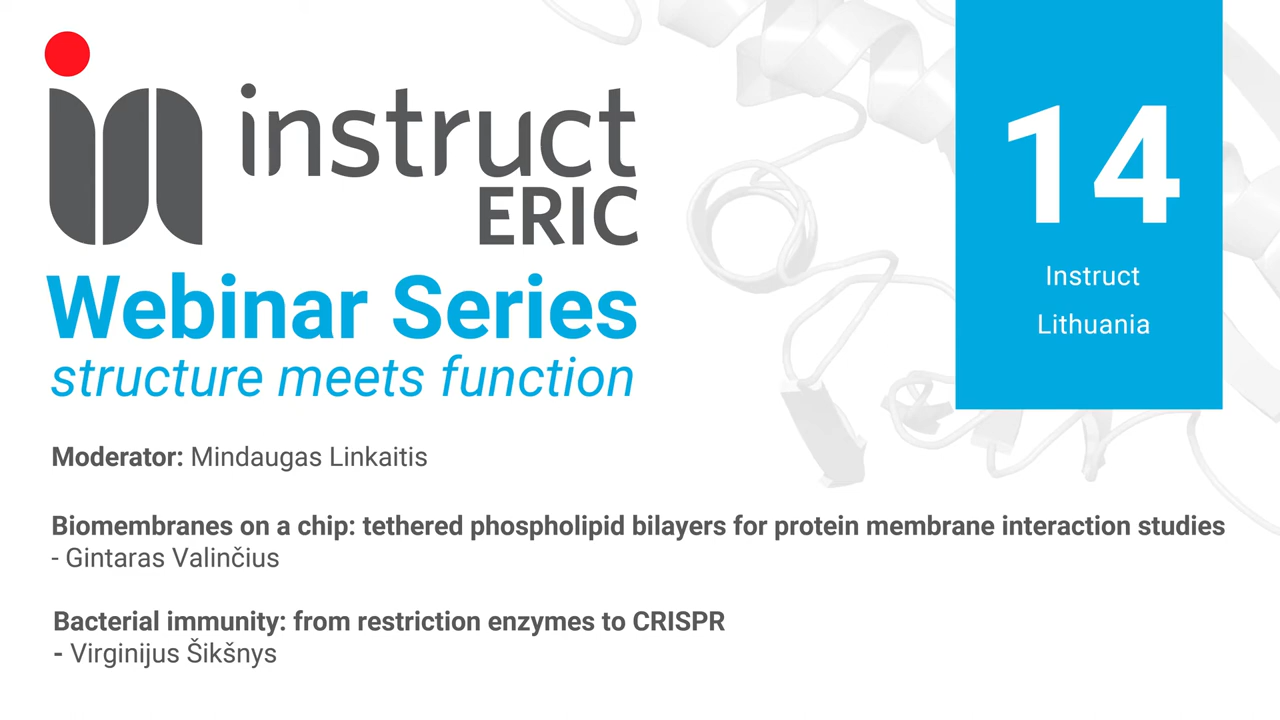 instruct
ERIC
Webinar Series
structure meets function
14
Instruct
Lithuania
Moderator: Mindaugas Linkaitis
Biomembranes on a chip: tethered phospholipid bilayers for protein membrane interaction studies
- Gintaras Valinčius
Bacterial immunity: from restriction enzymes to CRISPR
- Virginijus Šikšnys